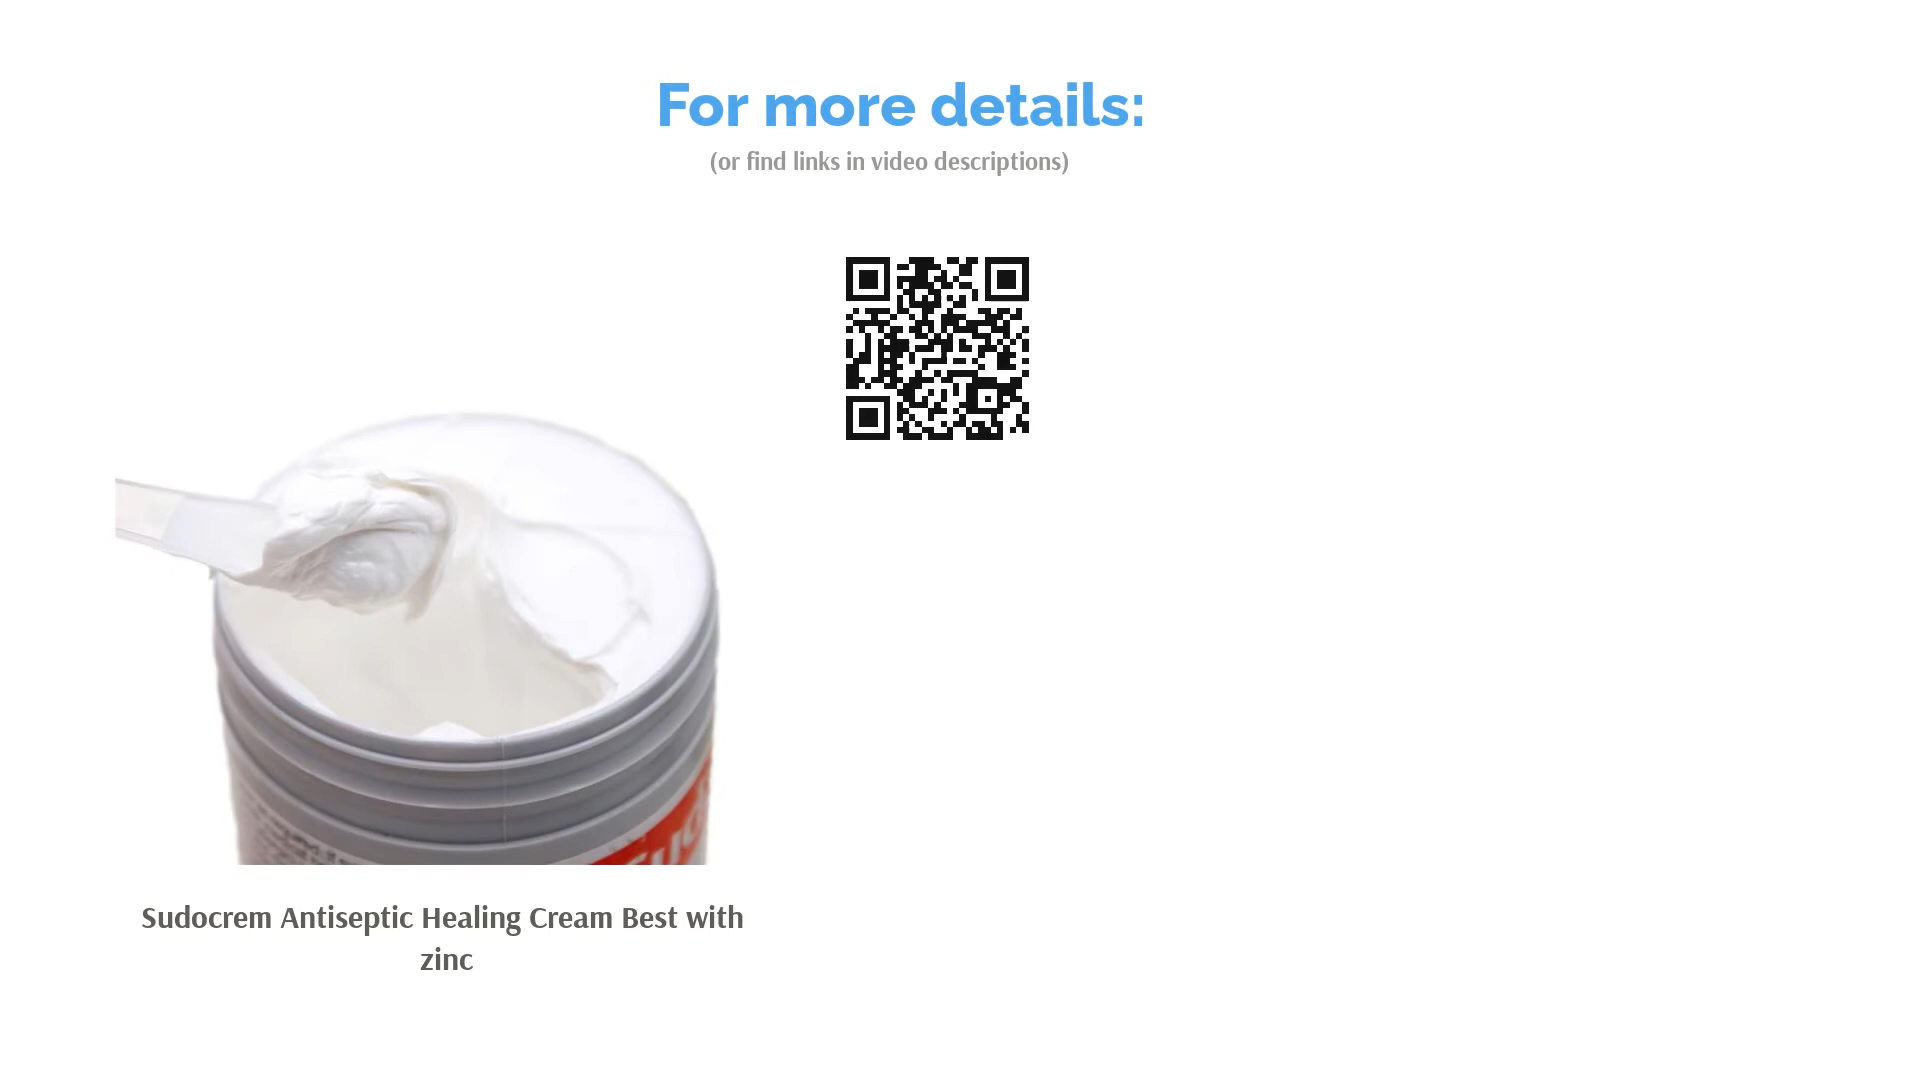 For more details:
(or find links in video descriptions)
Sudocrem Antiseptic Healing Cream Best with
zinc